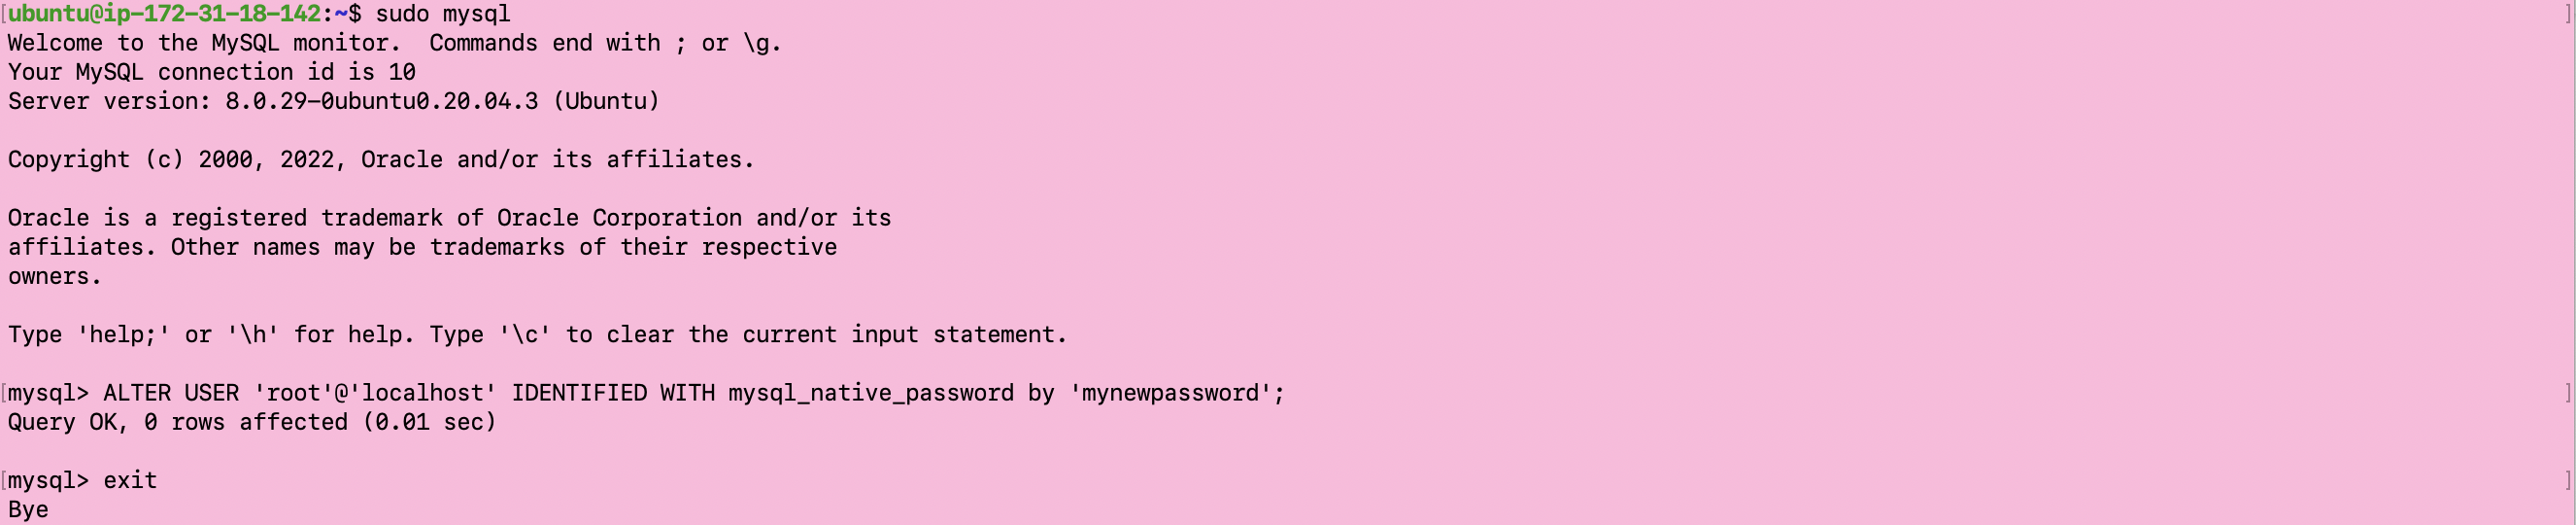 [ubuntu@ip-172-31-18-142:~$ sudo mysql ]
Welcome to the MySQL monitor.  Commands end with ; or \g.
Your MySQL connection id is 10
Server version: 8.0.29-0ubuntu0.20.04.3 (Ubuntu)
Copyright (c) 2000, 2022, Oracle and/or its affiliates.
Oracle is a registered trademark of Oracle Corporation and/or its
affiliates. Other names may be trademarks of their respective
owners.
Type 'help;' or '\h' for help. Type '\c' to clear the current input statement.
[mysql> ALTER USER 'root'@'localhost' IDENTIFIED WITH mysql_native_password by 'mynewpassword'; ]
Query OK, 0 rows affected (0.01 sec)
[mysql> exit ]
Bye